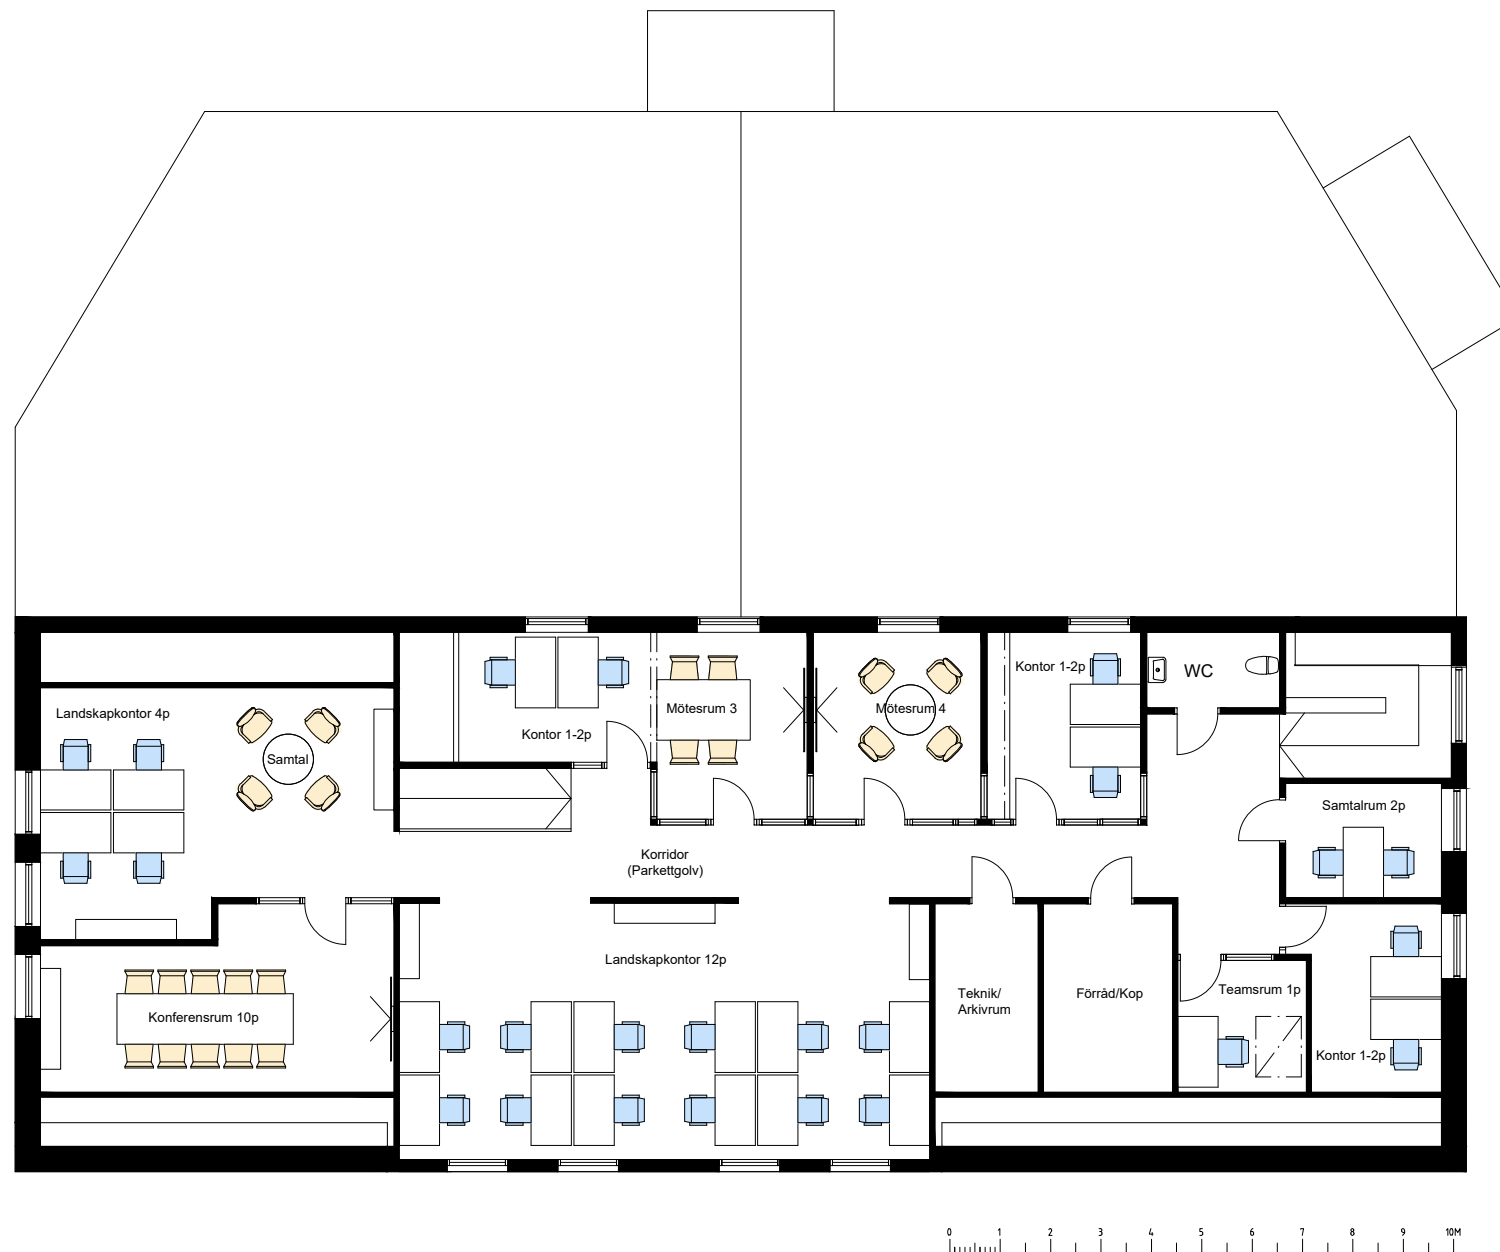 Kontor 1-2p
WC
Landskapkontor 4p
Mötesrum 3
Mötesrum 4
Kontor 1-2p
Samtal
Samtalrum 2p
Korridor
(Parkettgolv)
Landskapkontor 12p
Teknik/
Arkivrum
Förråd/Kop
Teamsrum 1p
Konferensrum 10p
Kontor 1-2p
0 1 2 3 4 5 6 7 8 9 10M